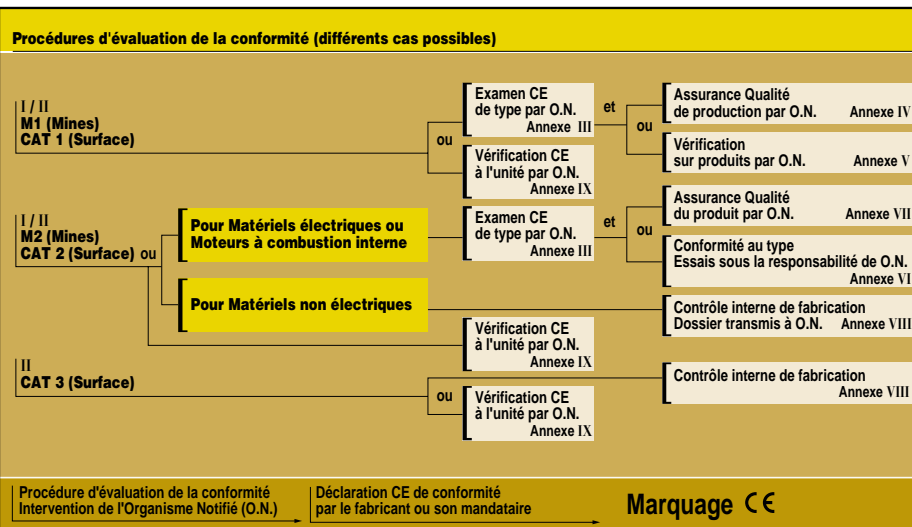 Procédures d'évaluation de la conformité (différents cas possibles)
I / II
M1 (Mines)
CAT 1 (Surface)
ou
Examen CE
de type par O.N.
Annexe III
Vérification CE
à l'unité par O.N.
Annexe IX
et
ou
Assurance Qualité
de production par O.N. Annexe IV
Vérification
sur produits par O.N. Annexe V
I / II
M2 (Mines)
CAT 2 (Surface) ou
Pour Matériels électriques ou
Moteurs à combustion interne
Examen CE
de type par O.N.
Annexe III
et
ou
Assurance Qualité
du produit par O.N. Annexe VII
Conformité au type
Essais sous la responsabilité de O.N.
Annexe VI
Pour Matériels non électriques
Contrôle interne de fabrication
Dossier transmis à O.N. Annexe VIII
Vérification CE
à l'unité par O.N.
Annexe IX
II
CAT 3 (Surface)
ou
Contrôle interne de fabrication
Annexe VIII
Vérification CE
à l'unité par O.N.
Annexe IX
Procédure d'évaluation de la conformité
Intervention de l'Organisme Notifié (O.N.)
Déclaration CE de conformité
par le fabricant ou son mandataire
Marquage CE